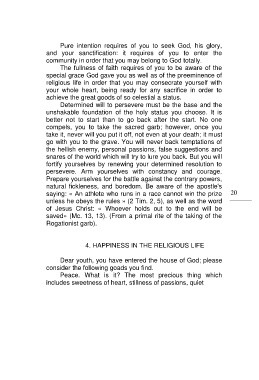 Pure intention requires of you to seek God, his glory,
and your sanctification: it requires of you to enter the
community in order that you may belong to God totally.
The fullness of faith requires of you to be aware of the
special grace God gave you as well as of the preeminence of
religious life in order that you may consecrate yourself with
your whole heart, being ready for any sacrifice in order to
achieve the great goods of so celestial a status.
Determined will to persevere must be the base and the
unshakable foundation of the holy status you choose. It is
better not to start than to go back after the start. No one
compels, you to take the sacred garb; however, once you
take it, never will you put it off, not even at your death: it must
go with you to the grave. You will never back temptations of
the hellish enemy, personal passions, false suggestions and
snares of the world which will try to lure you back. But you will
fortify yourselves by renewing your determined resolution to
persevere. Arm yourselves with constancy and courage.
Prepare yourselves for the battle against the contrary powers,
natural fickleness, and boredom. Be aware of the apostle's
saying: « An athlete who runs in a race cannot win the prize
unless he obeys the rules » (2 Tim. 2, 5), as well as the word
of Jesus Christ: « Whoever holds out to the end will be
saved» (Mc. 13, 13). (From a primal rite of the taking of the
Rogationist garb).
20
4. HAPPINESS IN THE RELIGIOUS LIFE
Dear youth, you have entered the house of God; please
consider the following goads you find.
Peace. What is it? The most precious thing which
includes sweetness of heart, stillness of passions, quiet